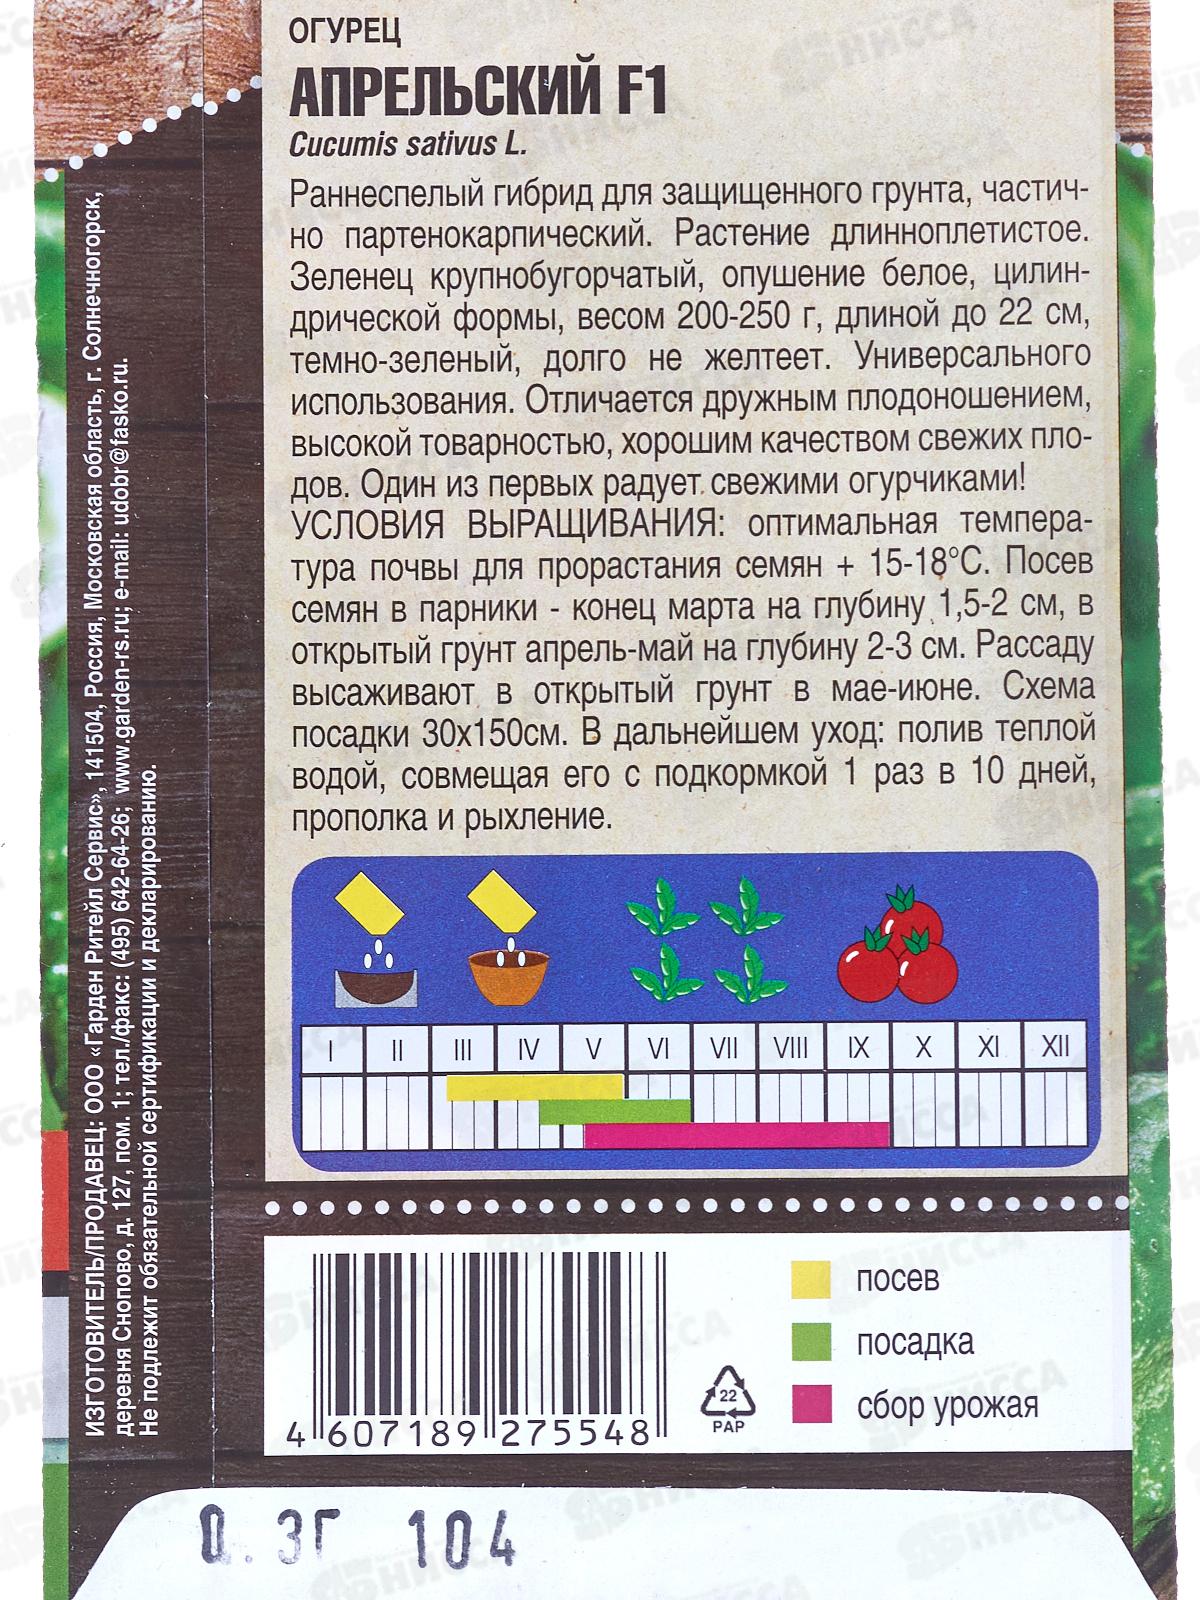 ОГУРЕЦ
АПРЕЛЬСКИЙ F1
Cucumis sativus L.
Раннеспелый гибрид для защищенного грунта, частич-
но партенокарпический. Растение длинноплетистое.
Зеленец крупнобугорчатый, опушение белое, цилин-
дрической формы, весом 200-250 г, длиной до 22 см,
темно-зеленый, долго не желтеет. Универсального
использования. Отличается дружным плодоношением,
высокой товарностью, хорошим качеством свежих пло-
дов. Один из первых радует свежими огурчиками!
УСЛОВИЯ ВЫРАЩИВАНИЯ: оптимальная темпера-
тура почвы для прорастания семян + 15-18°С. Посев
семян в парники - конец марта на глубину 1,5-2 см, в
открытый грунт апрель-май на глубину 2-3 см. Рассаду
высаживают в открытый грунт в мае-июне. Схема
посадки 30х150см. В дальнейшем уход: полив теплой
водой, совмещая его с подкормкой 1 раз в 10 дней,
прополка и рыхление.
I II III IV V VI VII VIII IX X XI XII
посев
посадка
сбор урожая
22
PAP
4 607189 275548
0.3Г 104
ИЗГОТОВИТЕЛЬ/ПРОДАВЕЦ: ООО «Гарден Ритейл Сервис», 141504, Россия, Московская область, г. Солнечногорск,
деревня Снопово, д. 127, пом. 1; тел./факс: (495) 642-64-26; www.garden-rs.ru; e-mail: udobr@fasko.ru.
Не подлежит обязательной сертификации и декларированию.
НИССА